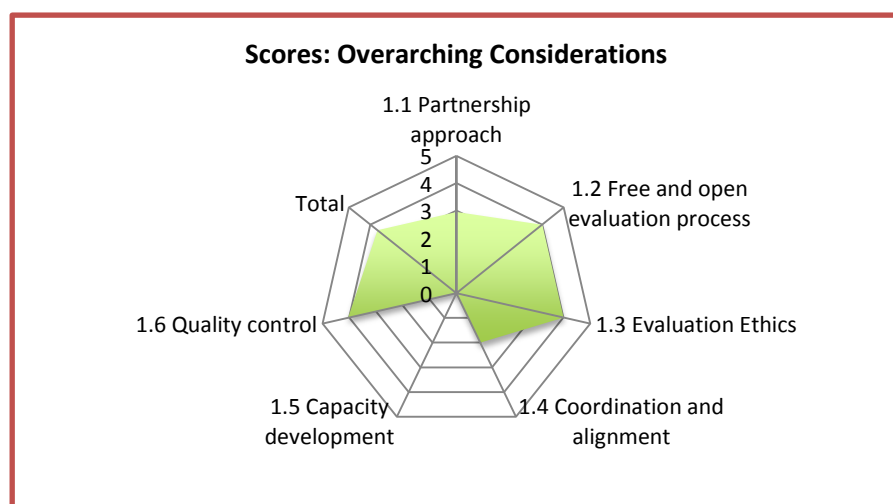 Scores: Overarching Considerations
1.1 Partnership
approach
5
4
3
2
1
0
1.2 Free and open
evaluation process
1.3 Evaluation Ethics
1.4 Coordination and
alignment
1.5 Capacity
development
1.6 Quality control
Total